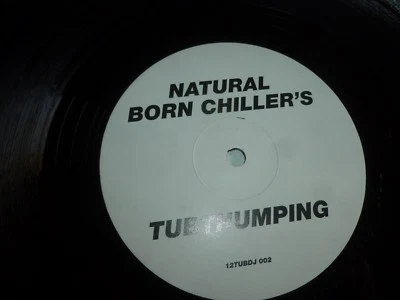 NATURAL
BORN CHILLER'S
TUBTHUMPING
12TUBDJ 002